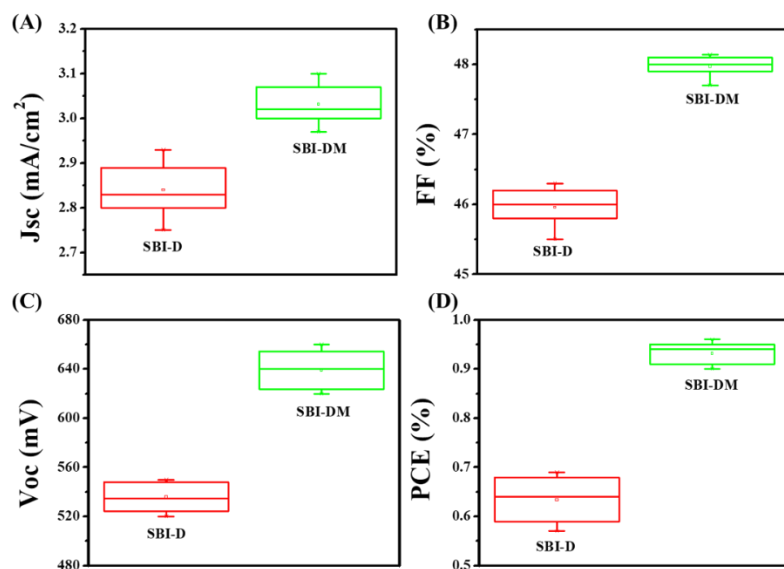 (A)
Jsc (mA/cm²)
3.2
3.1
3.0
2.9
2.8
2.7
SBI-D
SBI-DM
(B)
FF (%)
48
47
46
45
SBI-D
SBI-DM
(C)
Voc (mV)
680
640
600
560
520
480
SBI-D
SBI-DM
(D)
PCE (%)
1.0
0.9
0.8
0.7
0.6
0.5
SBI-D
SBI-DM